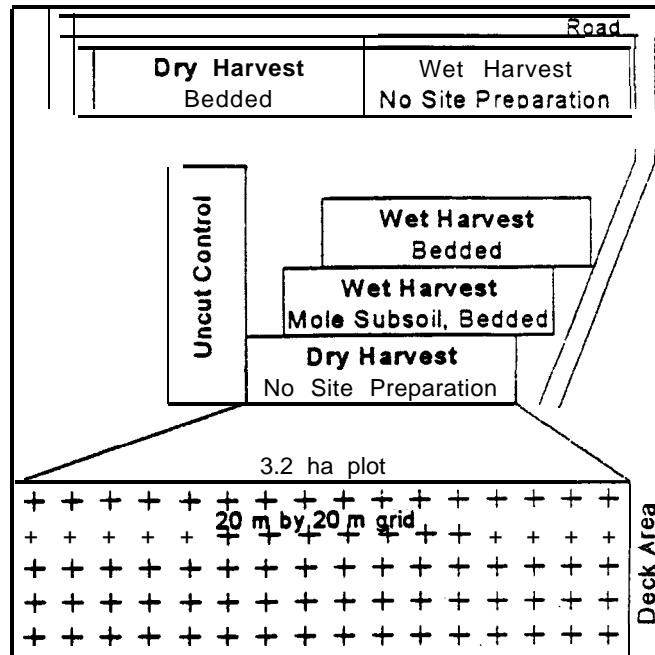 Road
Dry Harvest
Bedded
Wet Harvest
No Site Preparation
Uncut Control
Wet Harvest
Bedded
Wet Harvest
Mole Subsoil, Bedded
Dry Harvest
No Site Preparation
3.2 ha plot
20 m by 20 m grid
Deck Area